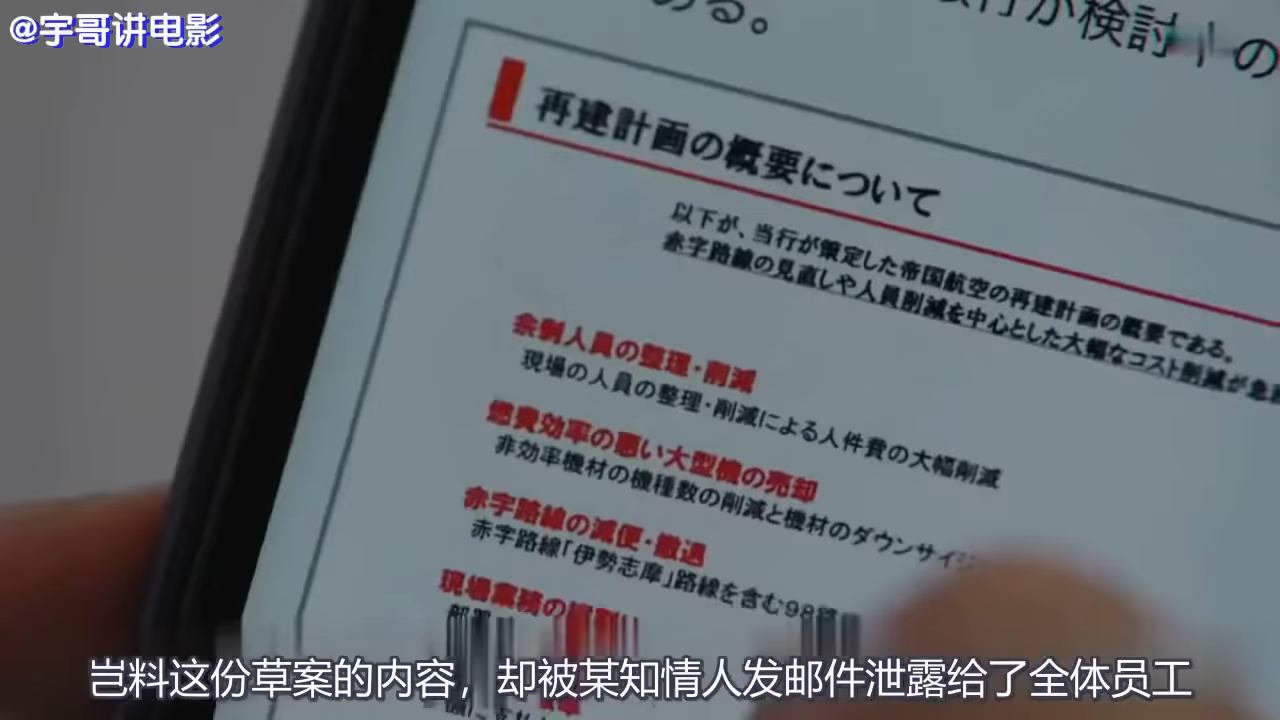 @宇哥讲电影
ある。
行が検討
の
再建計画の概要について
以下が、当行が策定した帝国航空の再建計画の概要である。
赤字路線の見直しや人員削減を中心とした大幅なコスト削減が急務
余剰人員の整理・削減
現場の人員の整理・削減による人件費の大幅削減
燃費効率の悪い大型機の売却
非効率機材の機種数の削減と機材のダウンサイジ
赤字路線の減便・撤退
赤字路線「伊勢志摩」路線を含む98路
現場業務の
岂料这份草案的内容，却被某知情人发邮件泄露给了全体员工